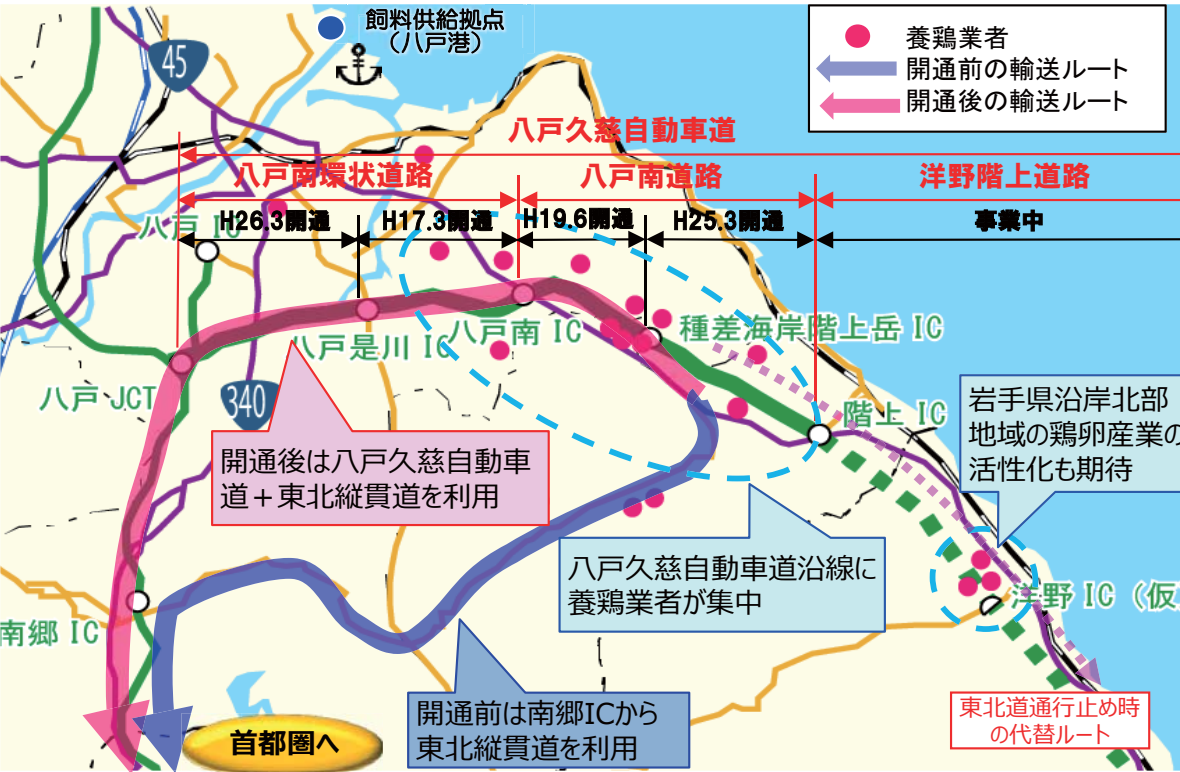 飼料供給拠点
（八戸港）
養鶏業者
開通前の輸送ルート
開通後の輸送ルート
45
八戸久慈自動車道
八戸南環状道路
八戸南道路
洋野階上道路
H26.3開通
H17.3開通
H19.6開通
H25.3開通
事業中
八戸 IC
八戸是川 IC
八戸南 IC
種差海岸階上岳 IC
八戸 JCT
340
階上 IC
岩手県沿岸北部
地域の鶏卵産業の
活性化も期待
開通後は八戸久慈自動車
道＋東北縦貫道を利用
八戸久慈自動車道沿線に
養鶏業者が集中
洋野 IC（仮
南郷 IC
開通前は南郷ICから
東北縦貫道を利用
東北道通行止め時
の代替ルート
首都圏へ